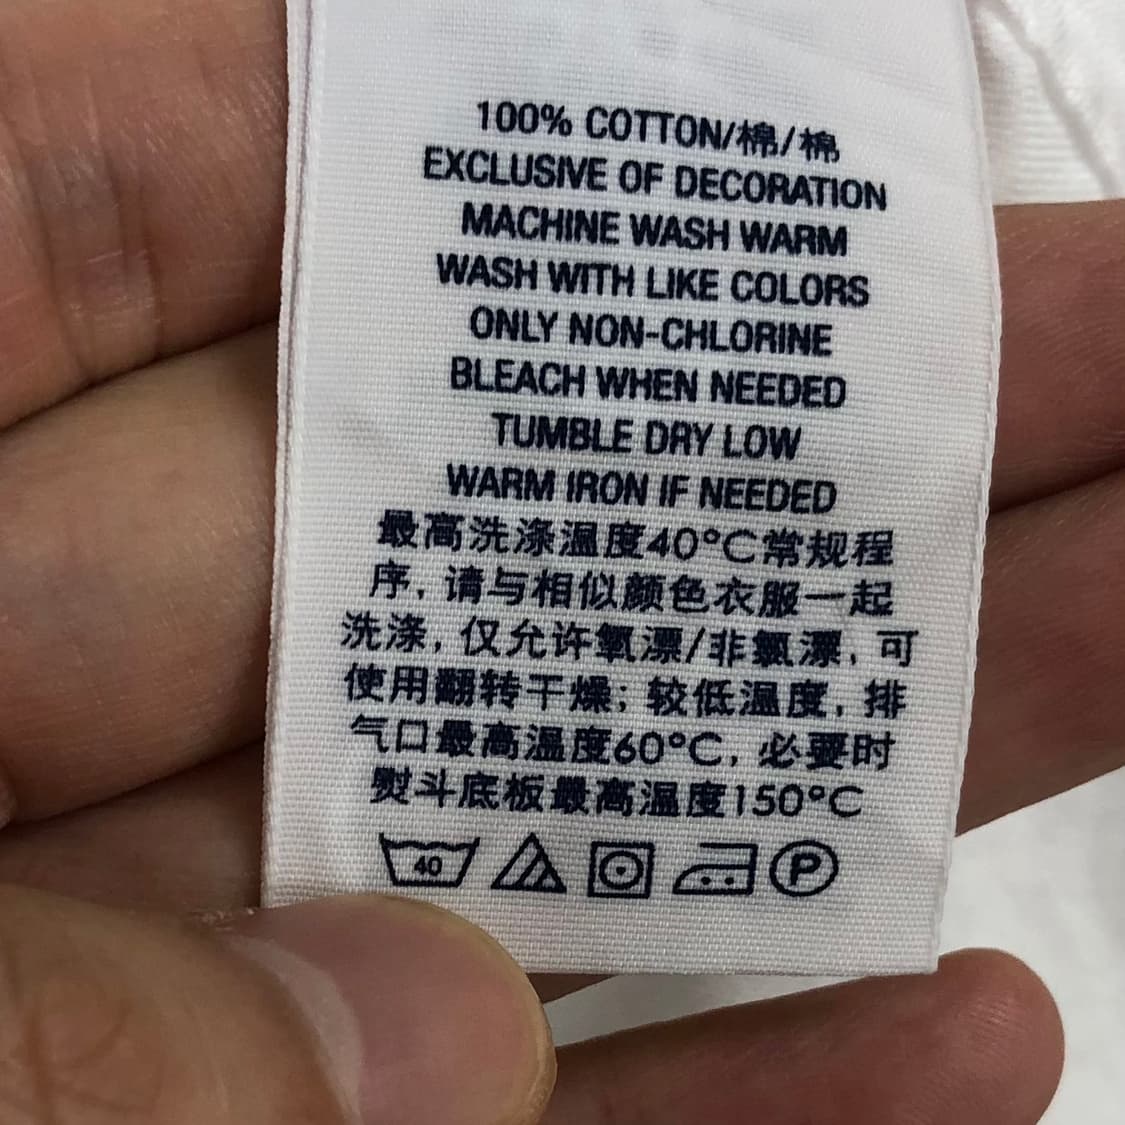 100% COTTON/棉/棉
EXCLUSIVE OF DECORATION
MACHINE WASH WARM
WASH WITH LIKE COLORS
ONLY NON-CHLORINE
BLEACH WHEN NEEDED
TUMBLE DRY LOW
WARM IRON IF NEEDED
最高洗涤温度40°C常规程
序, 请与相似颜色衣服一起
洗涤, 仅允许氧漂/非氯漂, 可
使用翻转干燥; 较低温度, 排
气口最高温度60°C, 必要时
熨斗底板最高温度150°C
40 P